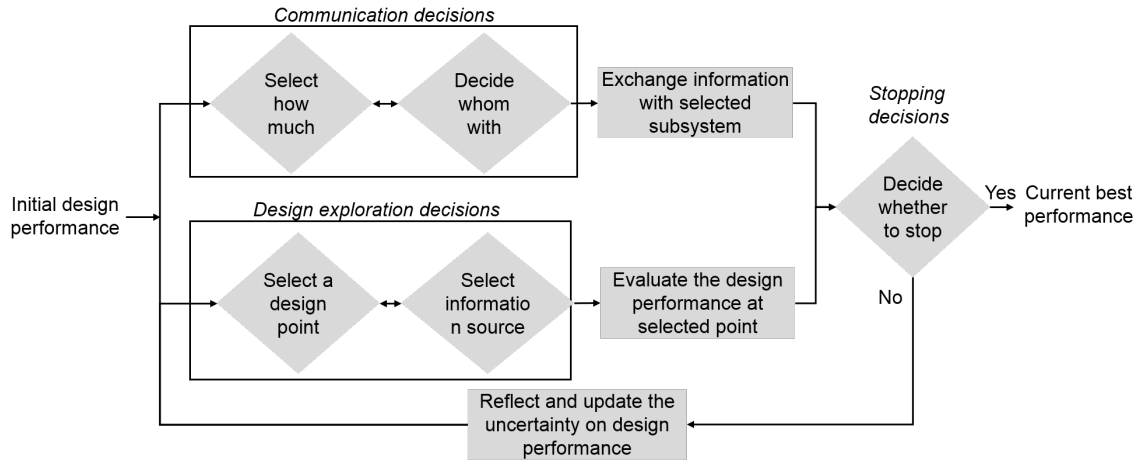 Communication decisions
Select
how
much
Decide
whom
with
Exchange information
with selected
subsystem
Stopping
decisions
Decide
whether
to stop
Yes
Current best
performance
Initial design
performance
Design exploration decisions
Select a
design
point
Select
informatio
n source
Evaluate the design
performance at
selected point
No
Reflect and update the
uncertainty on design
performance